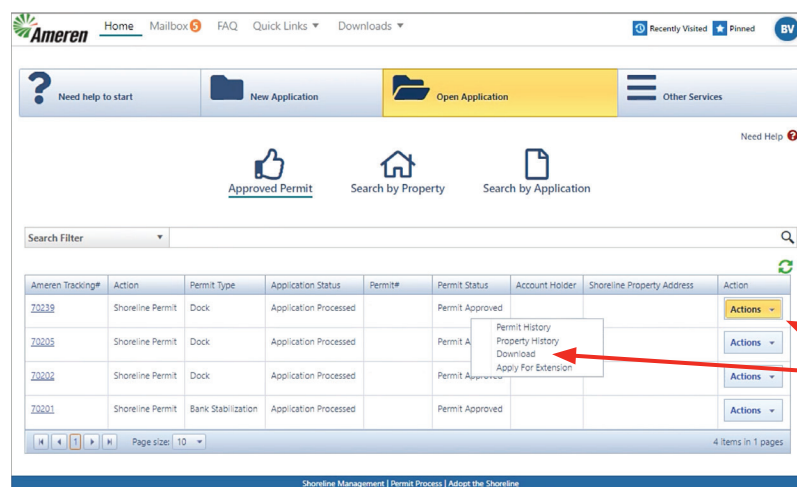 Ameren Home Mailbox 5 FAQ Quick Links Downloads Recently Visited Pinned BV
? Need help to start New Application Open Application Other Services
Need Help ?
Approved Permit Search by Property Search by Application
Search Filter
Ameren Tracking# Action Permit Type Application Status Permit# Permit Status Account Holder Shoreline Property Address Action
70239 Shoreline Permit Dock Application Processed Permit Approved Actions
Permit History
70205 Shoreline Permit Dock Application Processed Permit A Property History Actions
Download
Apply For Extension
70202 Shoreline Permit Dock Application Processed Permit Approved Actions
70201 Shoreline Permit Bank Stabilization Application Processed Permit Approved Actions
1 Page size: 10 4 items in 1 pages
Shoreline Management | Permit Process | Adopt the Shoreline